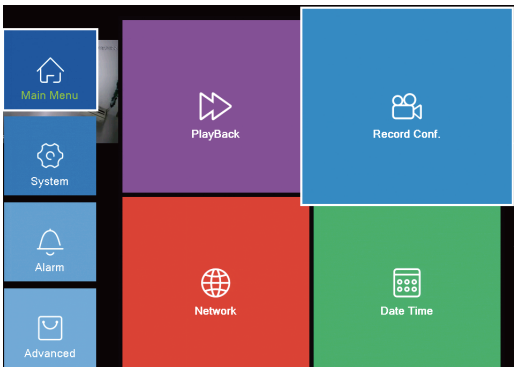 Main Menu
System
Alarm
Advanced
PlayBack
Record Conf.
Network
Date Time